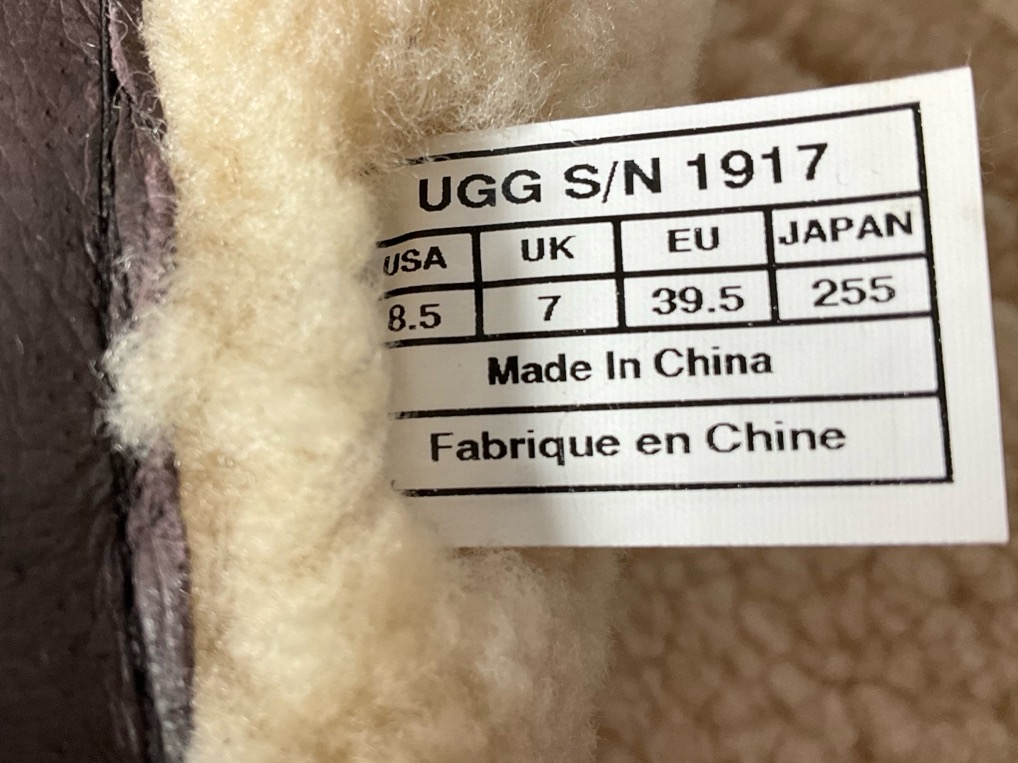 UGG S/N 1917
USA UK EU JAPAN
8.5 7 39.5 255
Made In China
Fabrique en Chine